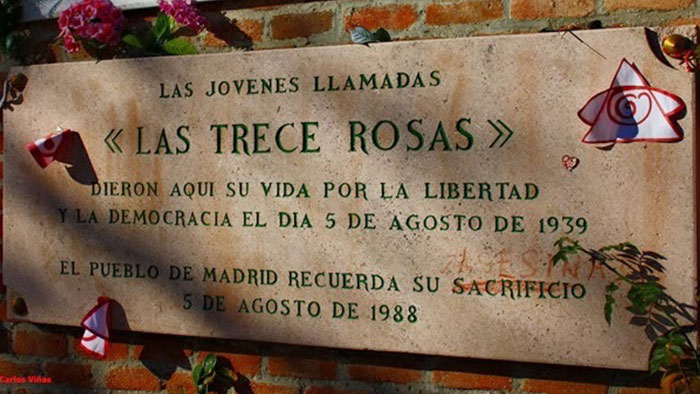 LAS JOVENES LLAMADAS
« LAS TRECE ROSAS »
DIERON AQUI SU VIDA POR LA LIBERTAD
Y LA DEMOCRACIA EL DIA 5 DE AGOSTO DE 1939
EL PUEBLO DE MADRID RECUERDA SU SACRIFICIO
5 DE AGOSTO DE 1988
Carlos Viñas